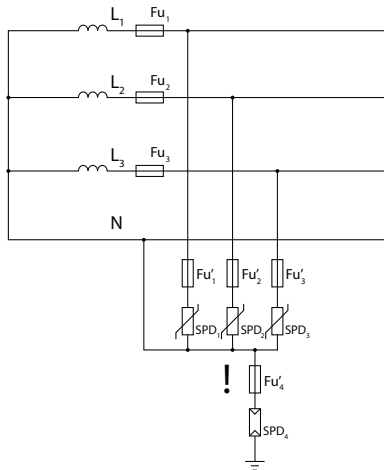 L₁ Fu₁
L₂ Fu₂
L₃ Fu₃
N
Fu'₁ Fu'₂ Fu'₃
SPD₁ SPD₂ SPD₃
! Fu'₄
SPD₄